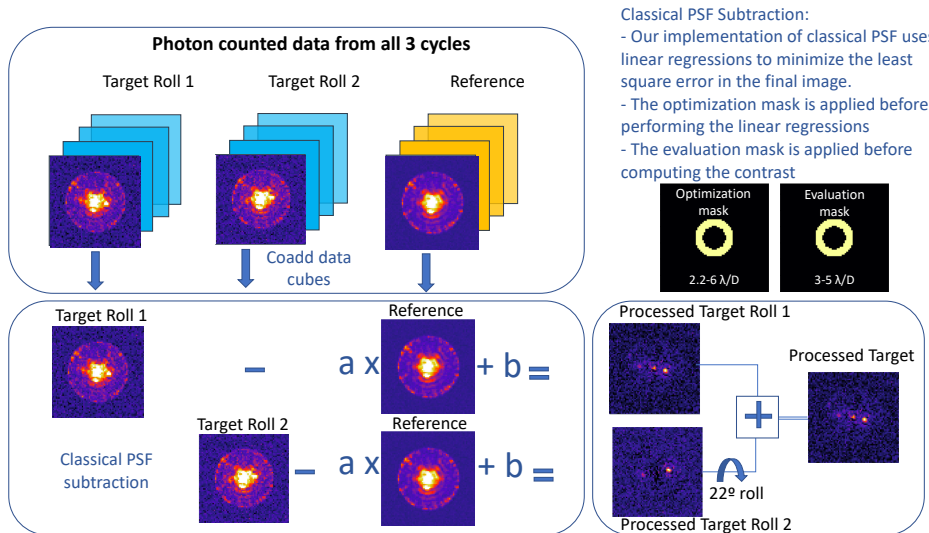 Photon counted data from all 3 cycles
Target Roll 1
Target Roll 2
Reference
Coadd data
cubes
Classical PSF Subtraction:
- Our implementation of classical PSF uses
linear regressions to minimize the least
square error in the final image.
- The optimization mask is applied before
performing the linear regressions
- The evaluation mask is applied before
computing the contrast
Optimization
mask
2.2-6 λ/D
Evaluation
mask
3-5 λ/D
Target Roll 1
Reference
- a x + b =
Target Roll 2
Reference
- a x + b =
Classical PSF
subtraction
Processed Target Roll 1
Processed Target
+
22º roll
Processed Target Roll 2